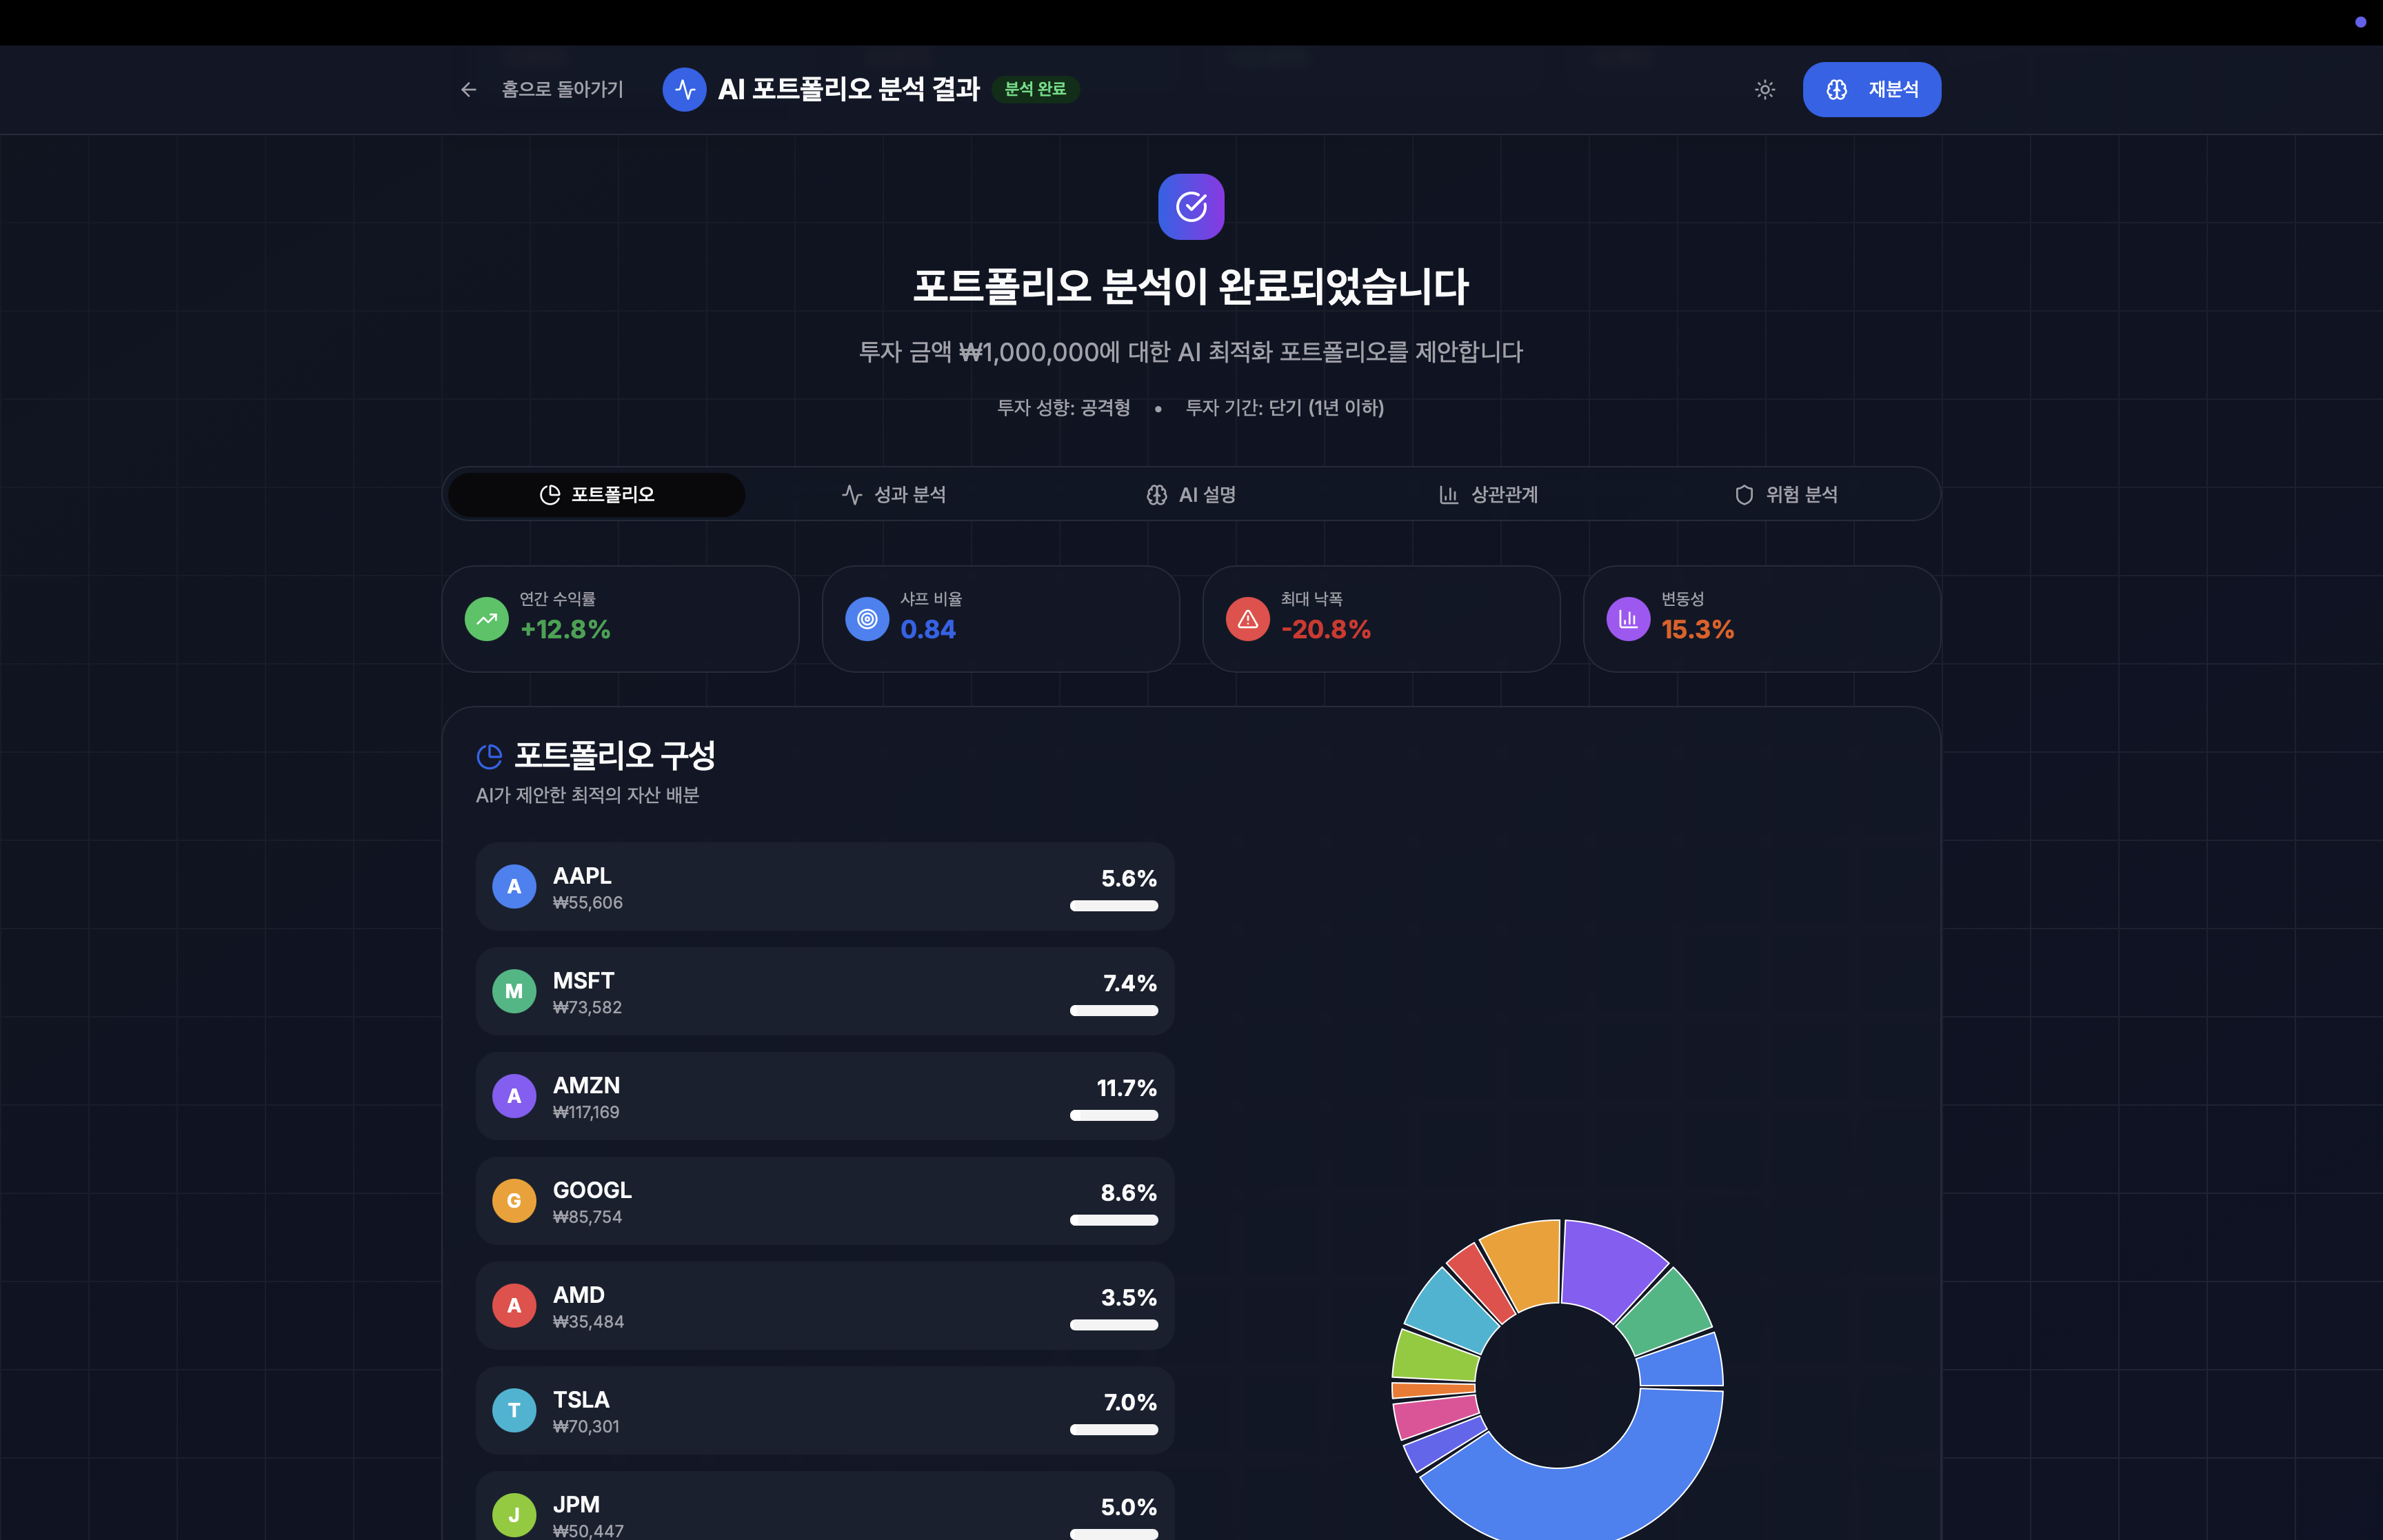 홈으로 돌아가기
AI 포트폴리오 분석 결과
분석 완료
재분석
포트폴리오 분석이 완료되었습니다
투자 금액 ₩1,000,000에 대한 AI 최적화 포트폴리오를 제안합니다
투자 성향: 공격형 • 투자 기간: 단기 (1년 이하)
포트폴리오
성과 분석
AI 설명
상관관계
위험 분석
연간 수익률
+12.8%
샤프 비율
0.84
최대 낙폭
-20.8%
변동성
15.3%
포트폴리오 구성
AI가 제안한 최적의 자산 배분
A
AAPL
₩55,606
5.6%
M
MSFT
₩73,582
7.4%
A
AMZN
₩117,169
11.7%
G
GOOGL
₩85,754
8.6%
A
AMD
₩35,484
3.5%
T
TSLA
₩70,301
7.0%
J
JPM
₩50,447
5.0%